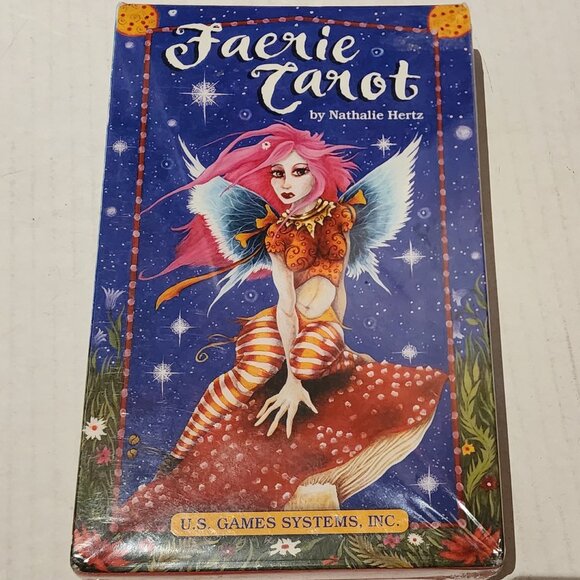 Faerie
Tarot
by Nathalie Hertz
U.S. GAMES SYSTEMS, INC.